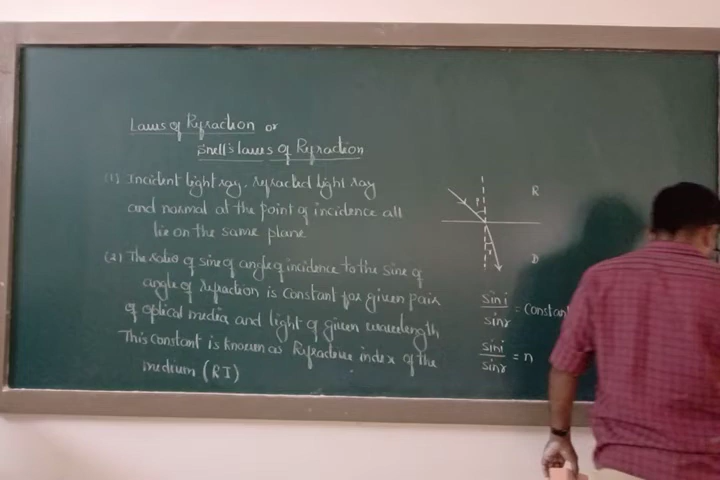 Laws of Refraction or
Snell's laws of Refraction
(1) Incident light ray, refracted light ray
and normal at the point of incidence all
lie on the same plane
(2) The ratio of sine of angle of incidence to the sine of
angle of refraction is constant for given pair
of optical media and light of given wavelength
This constant is known as Refractive index of the
medium (RI)
R
i
r
D
sin i / sin r = Constant
sin i / sin r = n